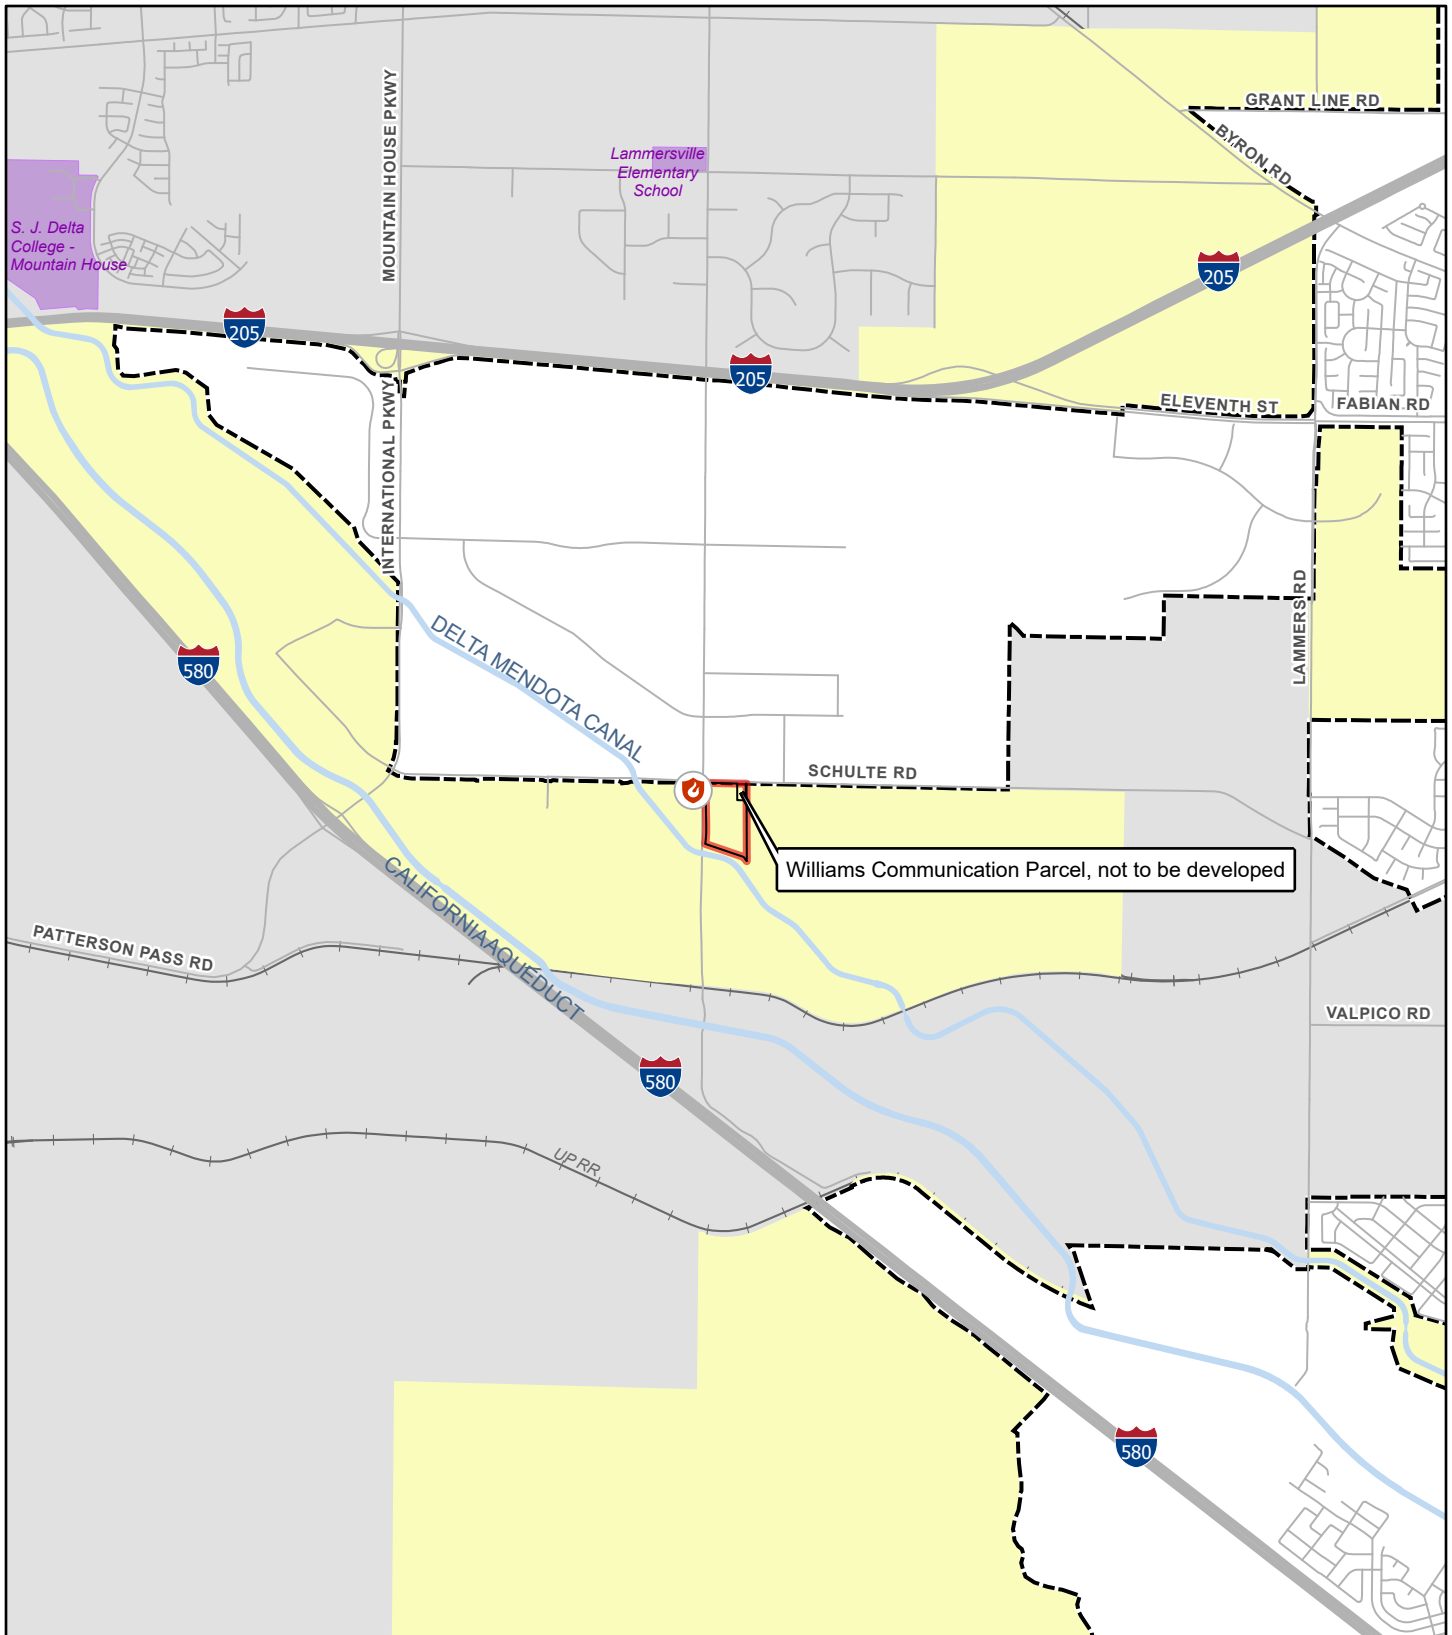 GRANT LINE RD
BYRON RD
MOUNTAIN HOUSE PKWY
Lammersville
Elementary
School
S. J. Delta
College -
Mountain House
205
205
205
INTERNATIONAL PKWY
ELEVENTH ST
FABIAN RD
LAMMERS RD
580
DELTA MENDOTA CANAL
SCHULTE RD
Williams Communication Parcel, not to be developed
CALIFORNIA AQUEDUCT
PATTERSON PASS RD
VALPICO RD
580
UP RR
580